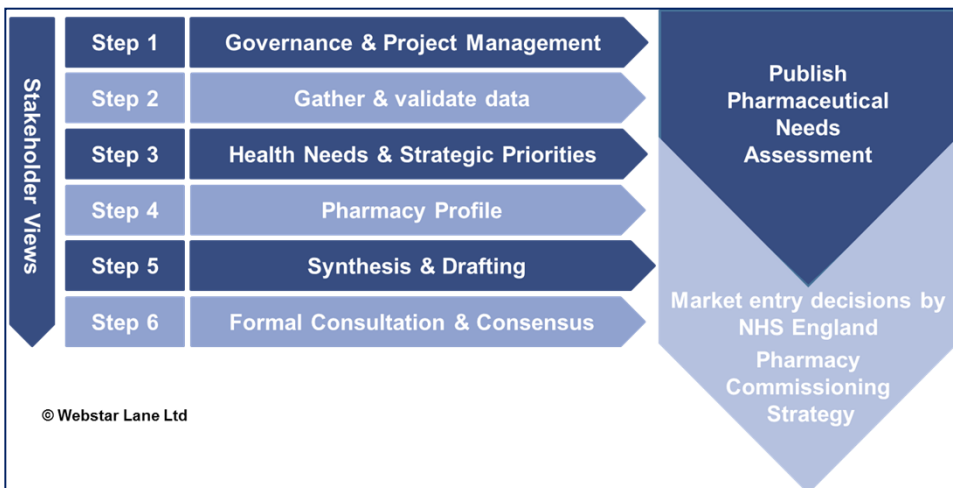 Stakeholder Views
Step 1
Governance & Project Management
Step 2
Gather & validate data
Step 3
Health Needs & Strategic Priorities
Step 4
Pharmacy Profile
Step 5
Synthesis & Drafting
Step 6
Formal Consultation & Consensus
Publish
Pharmaceutical
Needs
Assessment
Market entry decisions by
NHS England
Pharmacy
Commissioning
Strategy
© Webstar Lane Ltd